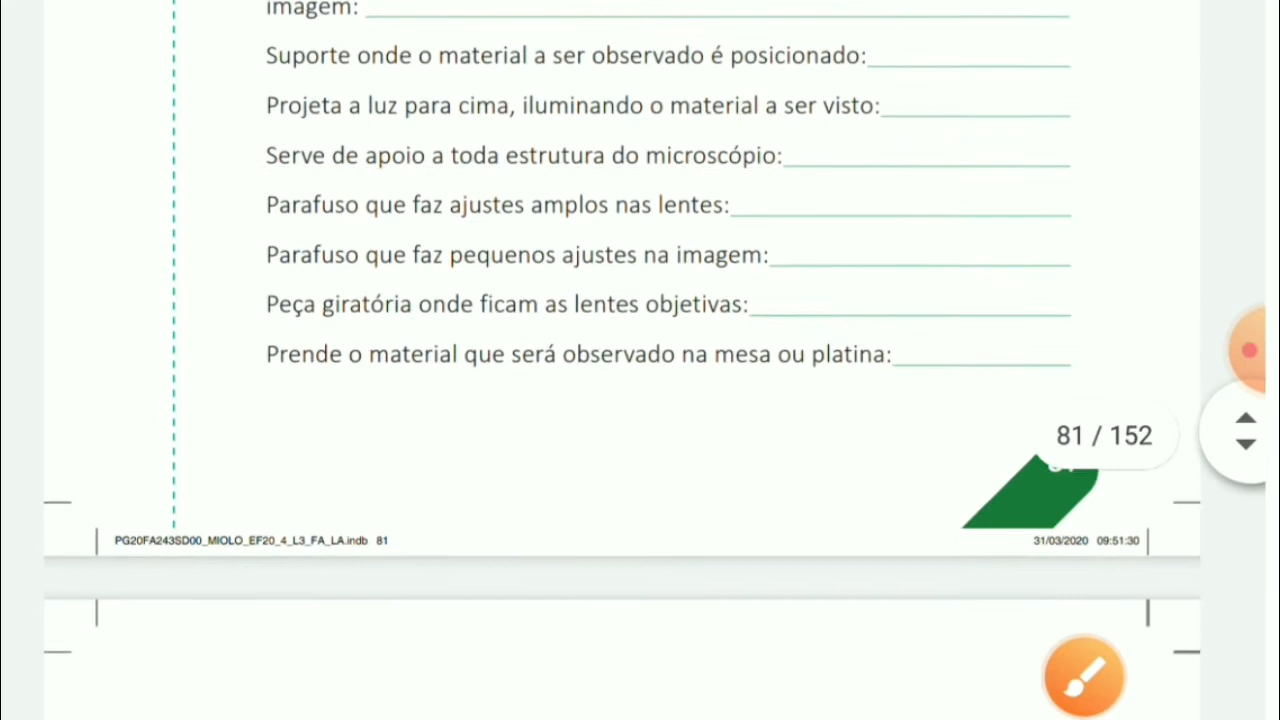 imagem:
Suporte onde o material a ser observado é posicionado:
Projeta a luz para cima, iluminando o material a ser visto:
Serve de apoio a toda estrutura do microscópio:
Parafuso que faz ajustes amplos nas lentes:
Parafuso que faz pequenos ajustes na imagem:
Peça giratória onde ficam as lentes objetivas:
Prende o material que será observado na mesa ou platina:
81 / 152
PG20FA243SD00_MIOLO_EF20_4_L3_FA_LA.indb 81
31/03/2020 09:51:30